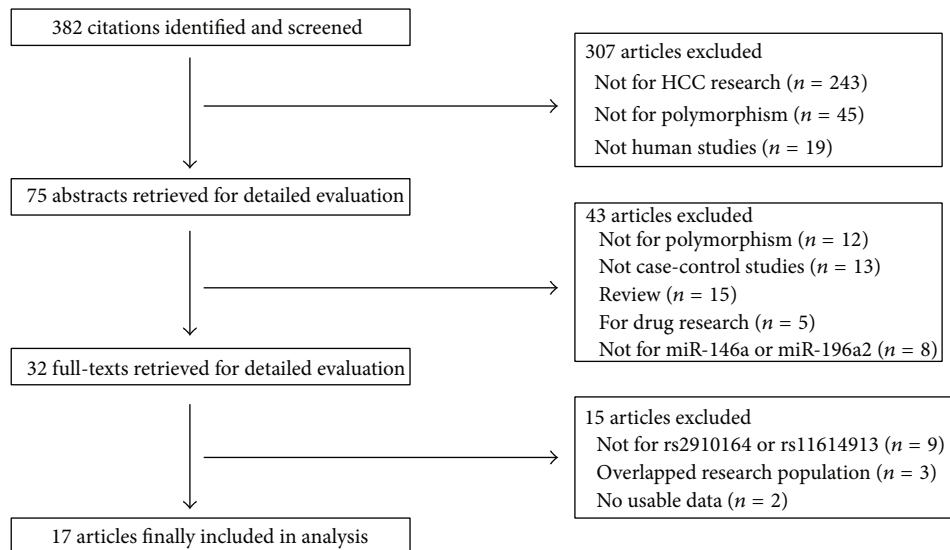 382 citations identified and screened
307 articles excluded
Not for HCC research (n = 243)
Not for polymorphism (n = 45)
Not human studies (n = 19)
75 abstracts retrieved for detailed evaluation
43 articles excluded
Not for polymorphism (n = 12)
Not case-control studies (n = 13)
Review (n = 15)
For drug research (n = 5)
Not for miR-146a or miR-196a2 (n = 8)
32 full-texts retrieved for detailed evaluation
15 articles excluded
Not for rs2910164 or rs11614913 (n = 9)
Overlapped research population (n = 3)
No usable data (n = 2)
17 articles finally included in analysis